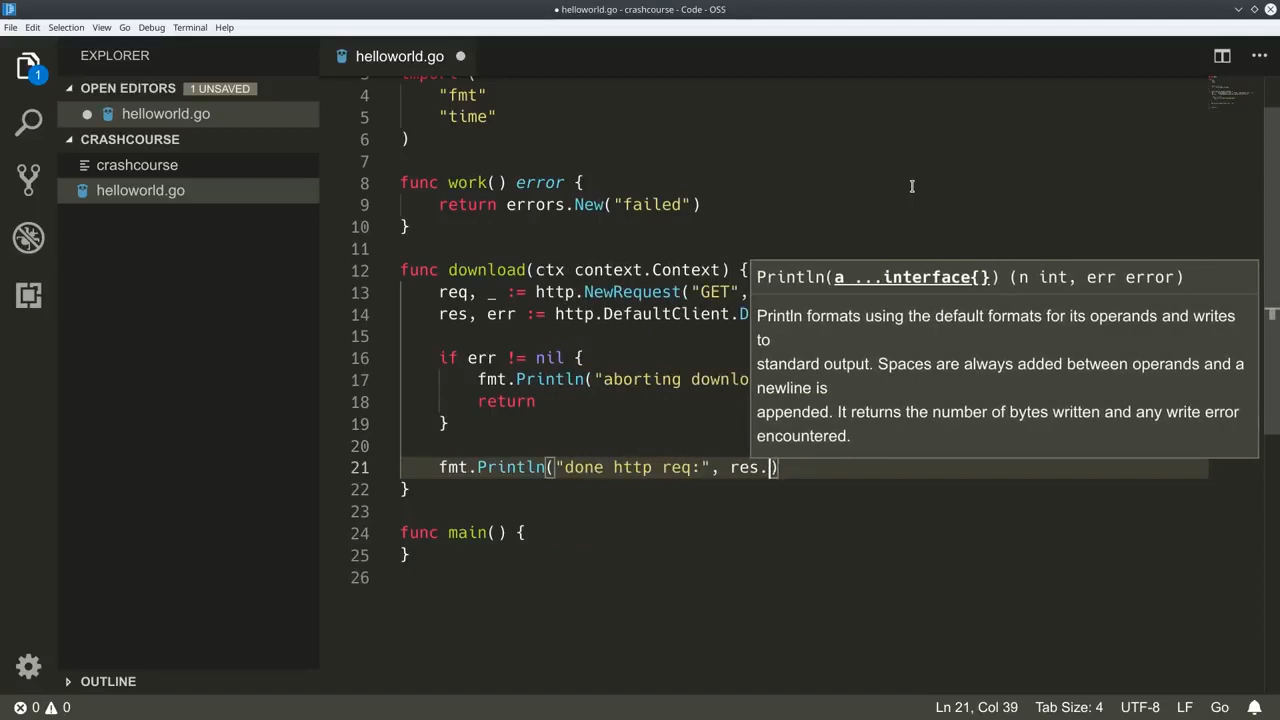 ● helloworld.go - crashcourse - Code - OSS
File Edit Selection View Go Debug Terminal Help
EXPLORER
helloworld.go ●
OPEN EDITORS 1 UNSAVED
● helloworld.go
CRASHCOURSE
crashcourse
helloworld.go
OUTLINE
1
3 import (
4 "fmt"
5 "time"
6 )
7
8 func work() error {
9 return errors.New("failed")
10 }
11
12 func download(ctx context.Context) {
13 req, _ := http.NewRequest("GET",
14 res, err := http.DefaultClient.D
15
16 if err != nil {
17 fmt.Println("aborting downlo
18 return
19 }
20
21 fmt.Println("done http req:", res.)
22 }
23
24 func main() {
25 }
26
Println(a ...interface{}) (n int, err error)
Println formats using the default formats for its operands and writes
to
standard output. Spaces are always added between operands and a
newline is
appended. It returns the number of bytes written and any write error
encountered.
0 0 Ln 21, Col 39 Tab Size: 4 UTF-8 LF Go